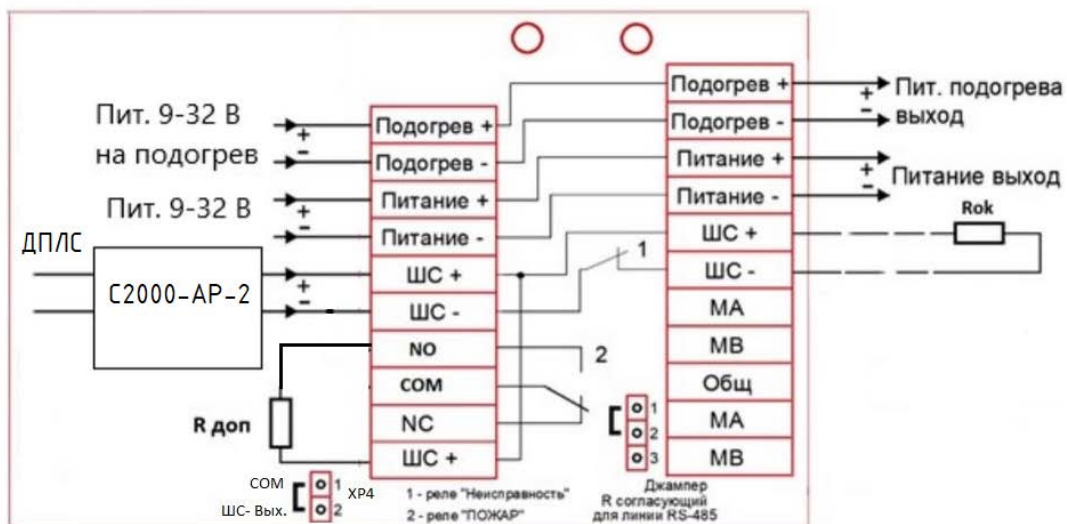 Пит. 9-32 В
на подогрев
+
−
Пит. 9-32 В
+
−
ДПЛС
С2000-АР-2
+
−
R доп
COM
ШС- Вых.
1
2
XP4
Подогрев +
Подогрев -
Питание +
Питание -
ШС +
ШС -
NO
COM
NC
ШС +
1
2
1 - реле "Неисправность"
2 - реле "ПОЖАР"
1
2
3
Джампер
R согласующий
для линии RS-485
Подогрев +
Подогрев -
Питание +
Питание -
ШС +
ШС -
МА
МВ
Общ
МА
МВ
+
−
Пит. подогрева
выход
+
−
Питание выход
Rok